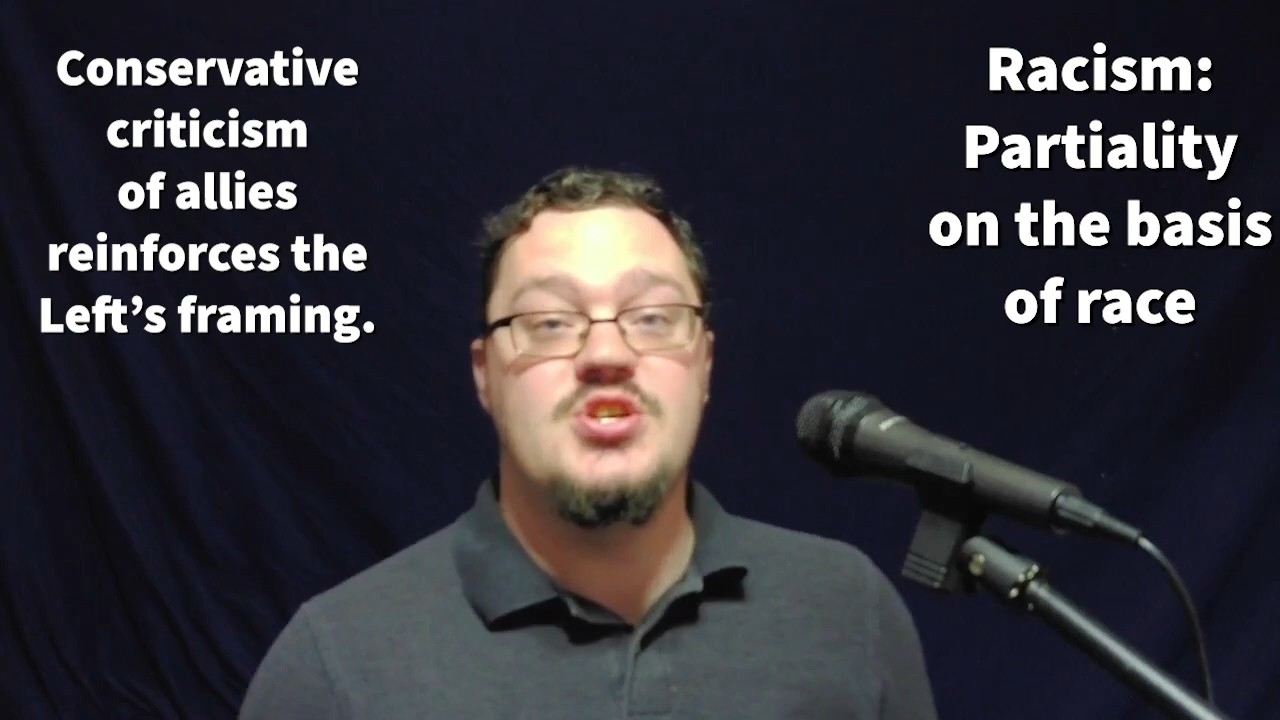 Conservative
criticism
of allies
reinforces the
Left’s framing.
Racism:
Partiality
on the basis
of race